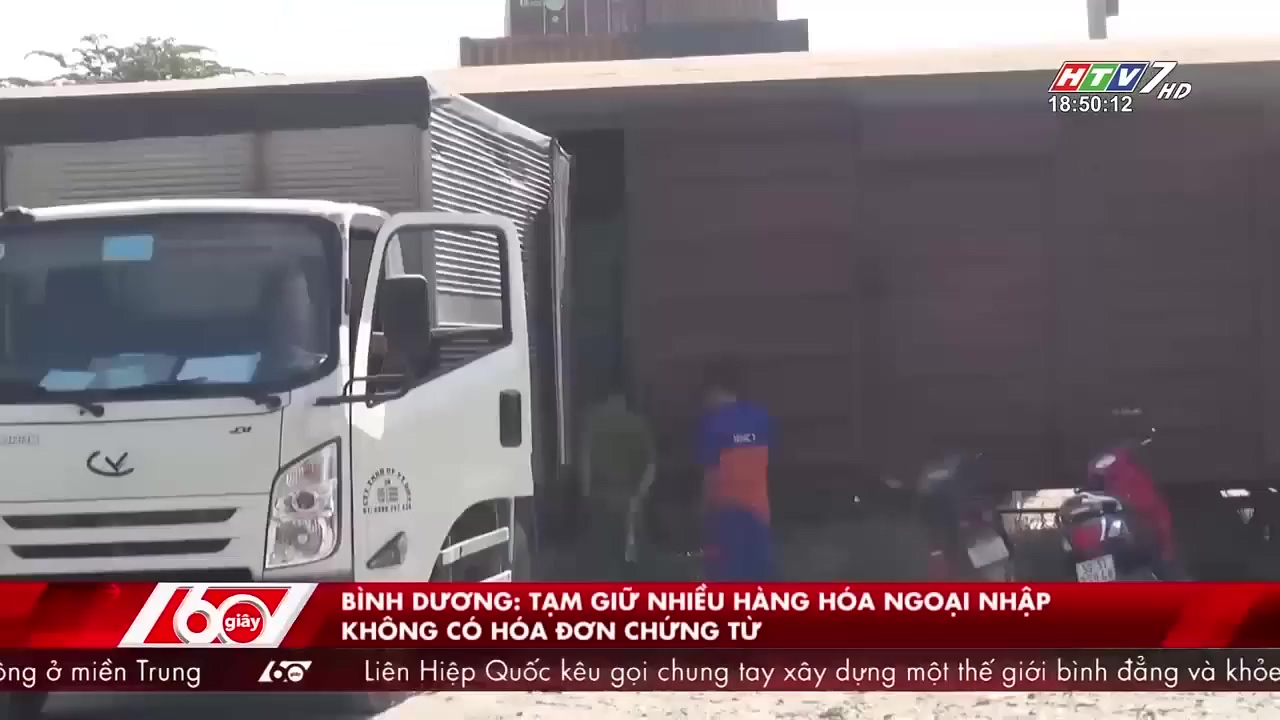 HTV7 HD
18:50:12
60 giây
BÌNH DƯƠNG: TẠM GIỮ NHIỀU HÀNG HÓA NGOẠI NHẬP
KHÔNG CÓ HÓA ĐƠN CHỨNG TỪ
ông ở miền Trung
60 giây
Liên Hiệp Quốc kêu gọi chung tay xây dựng một thế giới bình đẳng và khỏe